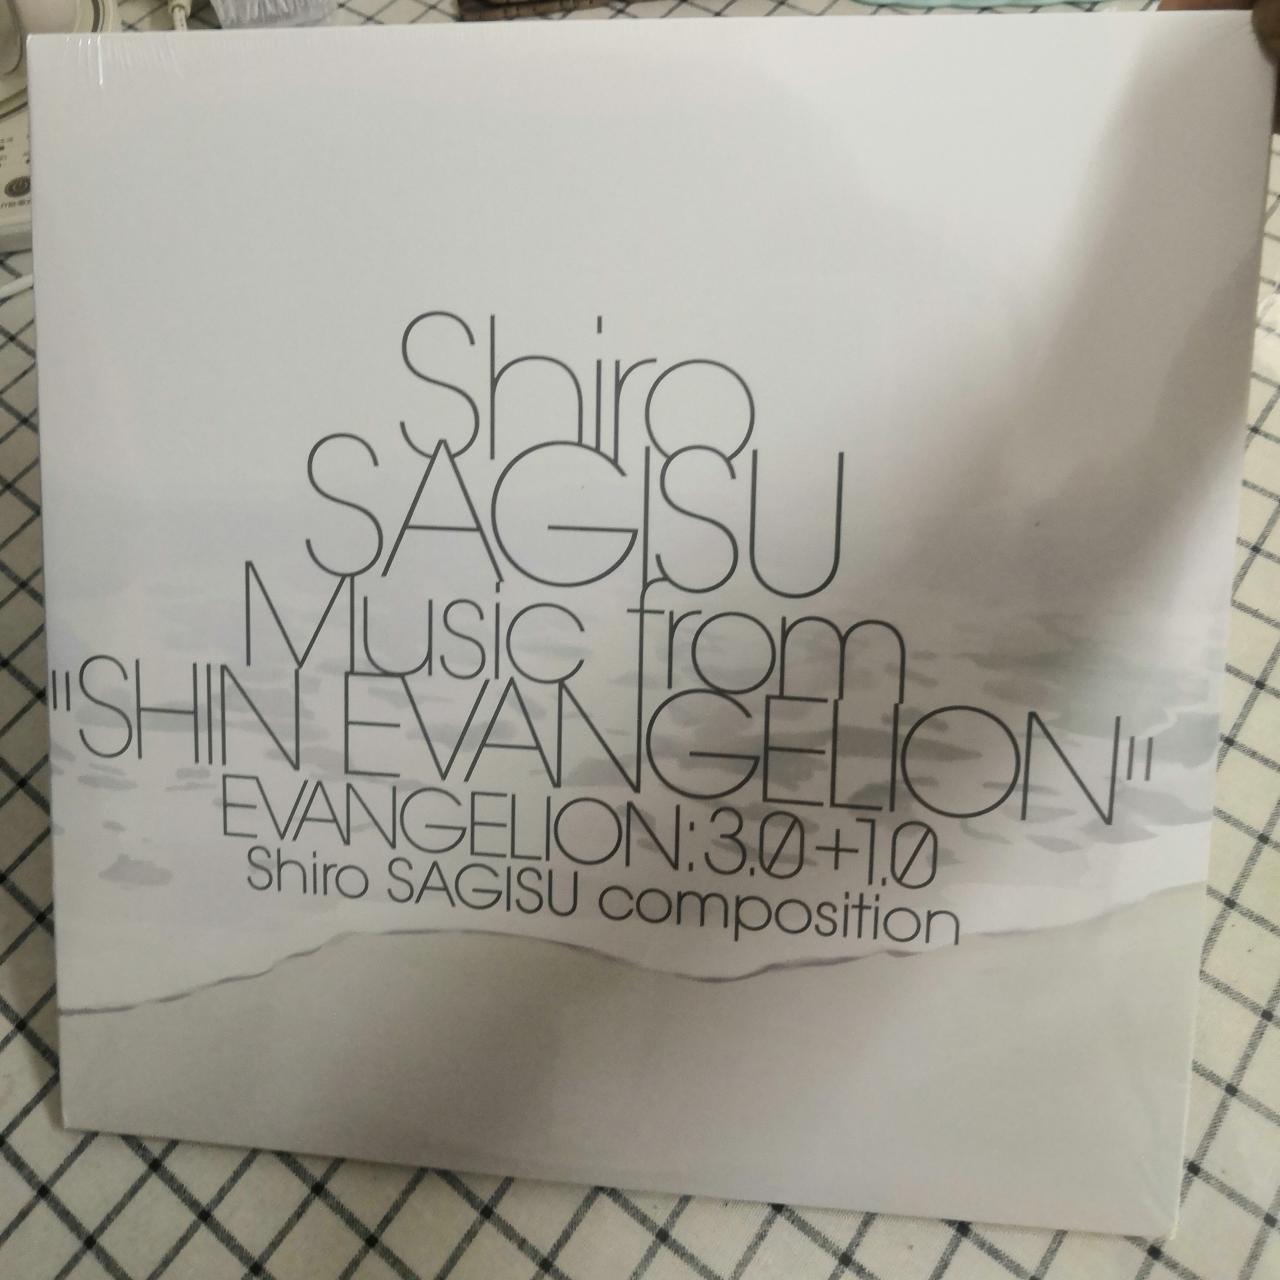 Shiro
SAGISU
Music from
"SHIN EVANGELION"
EVANGELION:3.0+1.0
Shiro SAGISU composition